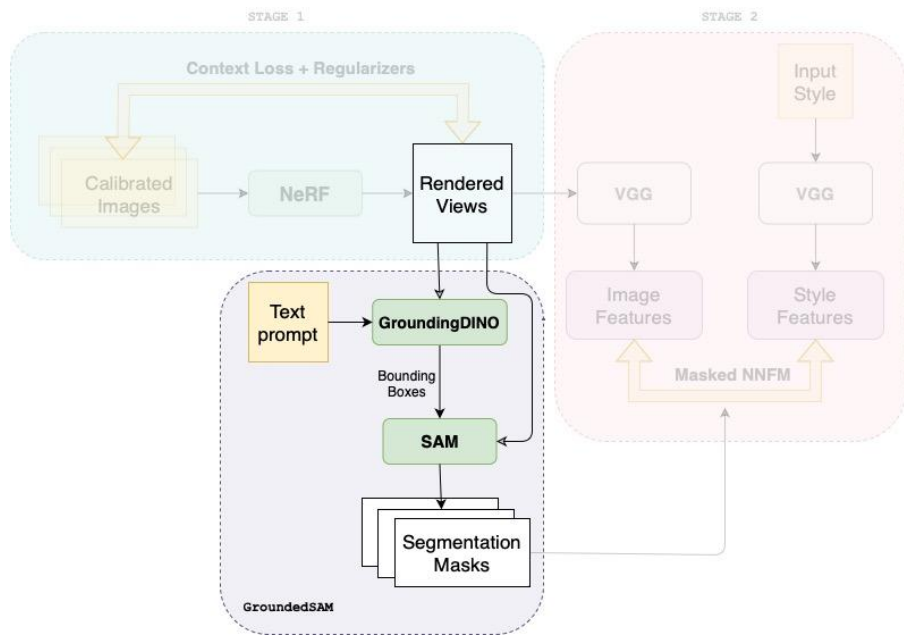 STAGE 1
STAGE 2
Context Loss + Regularizers
Input
Style
Calibrated
Images
NeRF
Rendered
Views
VGG
VGG
Text
prompt
GroundingDINO
Image
Features
Style
Features
Bounding
Boxes
Masked NNFM
SAM
Segmentation
Masks
GroundedSAM